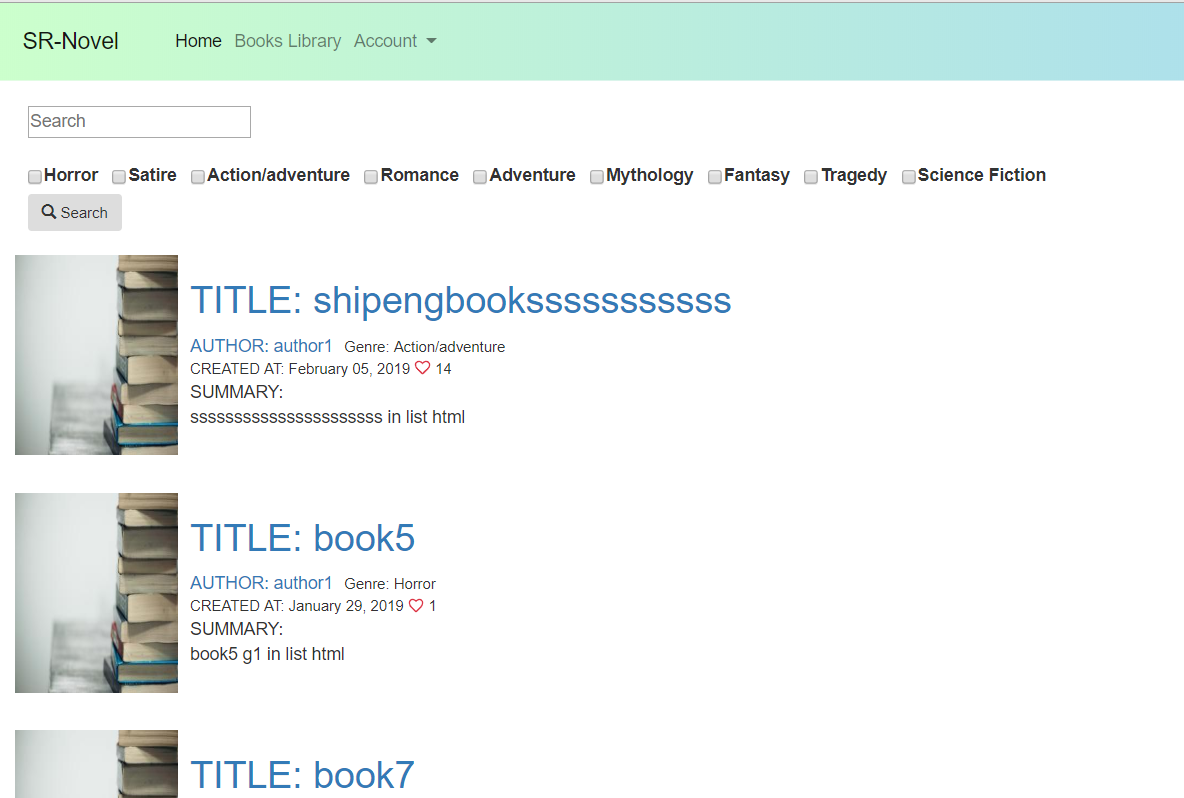 SR-Novel Home Books Library Account
Search
Horror Satire Action/adventure Romance Adventure Mythology Fantasy Tragedy Science Fiction
Search
TITLE: shipengbooksssssssssss
AUTHOR: author1 Genre: Action/adventure
CREATED AT: February 05, 2019 14
SUMMARY:
ssssssssssssssssssssss in list html
TITLE: book5
AUTHOR: author1 Genre: Horror
CREATED AT: January 29, 2019 1
SUMMARY:
book5 g1 in list html
TITLE: book7